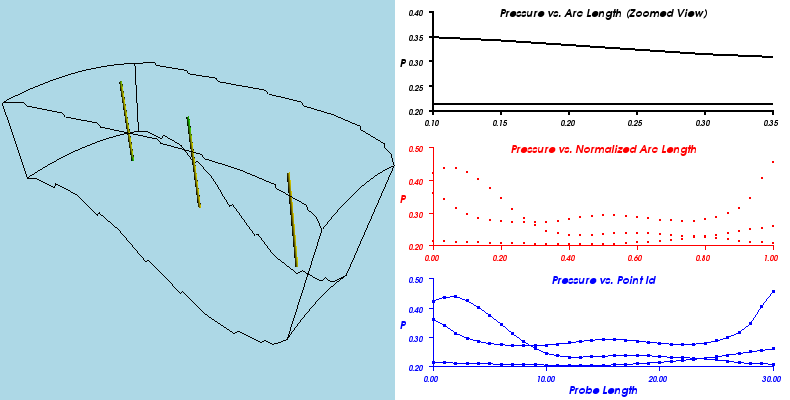 Pressure vs. Arc Length (Zoomed View)
0.40
0.35
P
0.30
0.25
0.20
0.10 0.15 0.20 0.25 0.30 0.35
Pressure vs. Normalized Arc Length
0.50
0.40
P
0.30
0.20
0.00 0.20 0.40 0.60 0.80 1.00
Pressure vs. Point Id
0.50
0.40
P
0.30
0.20
0.00 10.00 20.00 30.00
Probe Length